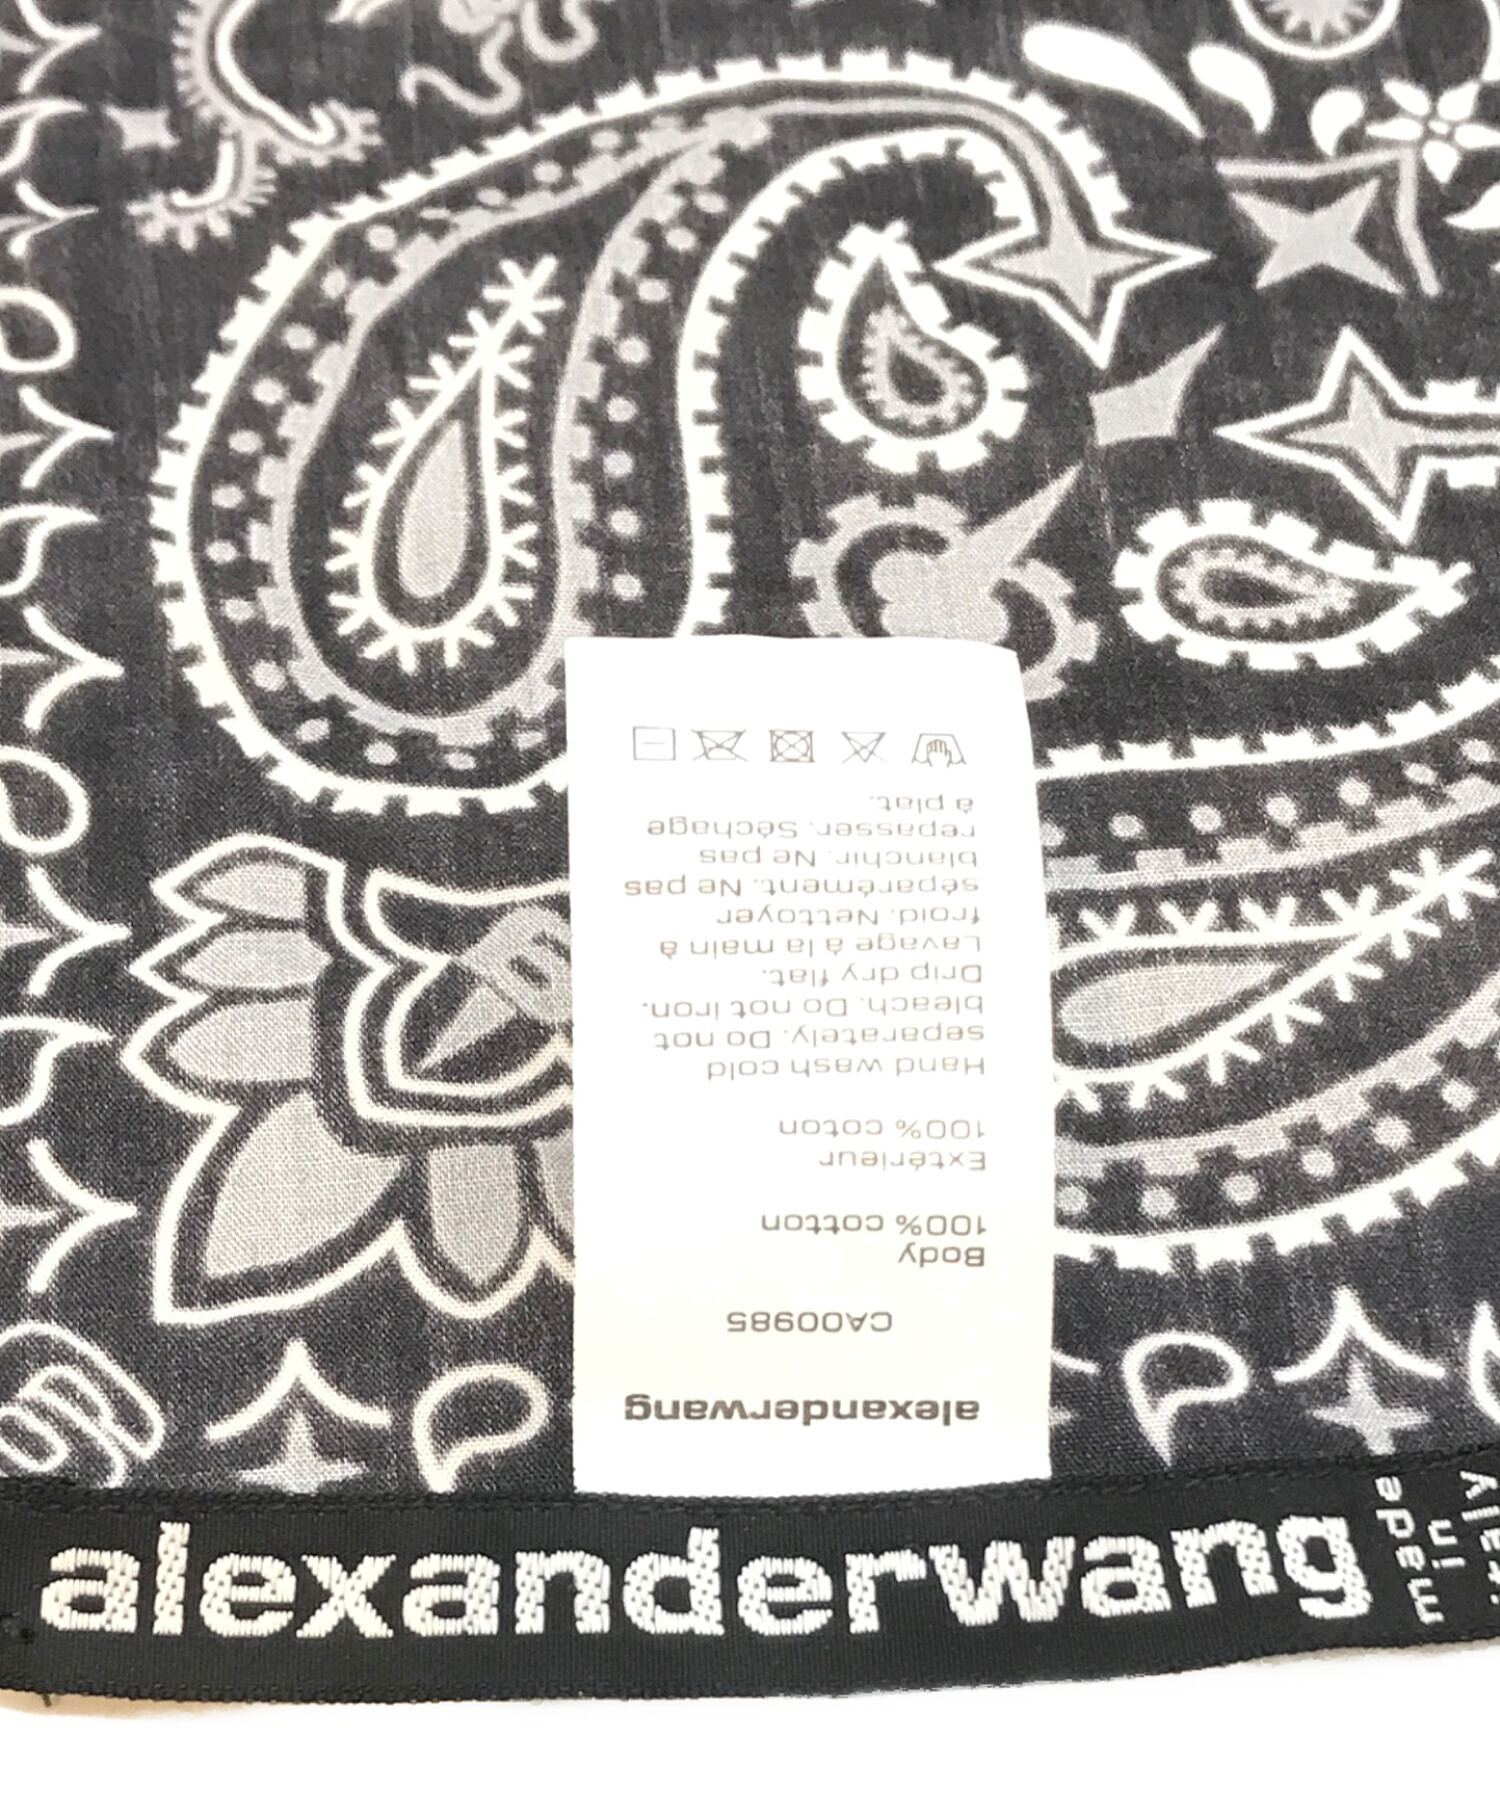 alexanderwang
CA00985
Body
100% cotton
Extérieur
100% coton
Hand wash cold
separately. Do not
bleach. Do not iron.
Drip dry flat.
Lavage à la main à
froid. Nettoyer
séparément. Ne pas
blanchir. Ne pas
repasser. Séchage
à plat.
alexanderwang
made
in